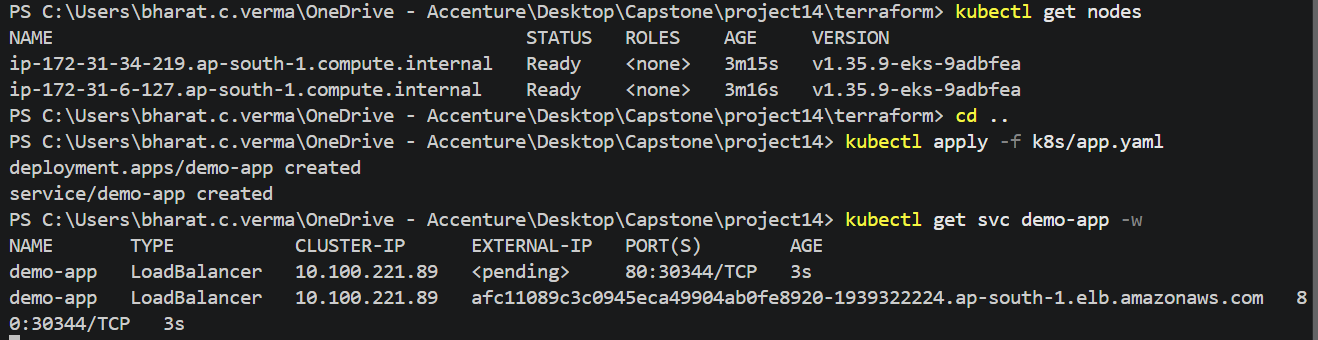 PS C:\Users\bharat.c.verma\OneDrive - Accenture\Desktop\Capstone\project14\terraform> kubectl get nodes
NAME                                          STATUS   ROLES    AGE     VERSION
ip-172-31-34-219.ap-south-1.compute.internal   Ready    <none>   3m15s   v1.35.9-eks-9adbfea
ip-172-31-6-127.ap-south-1.compute.internal    Ready    <none>   3m16s   v1.35.9-eks-9adbfea
PS C:\Users\bharat.c.verma\OneDrive - Accenture\Desktop\Capstone\project14\terraform> cd ..
PS C:\Users\bharat.c.verma\OneDrive - Accenture\Desktop\Capstone\project14> kubectl apply -f k8s/app.yaml
deployment.apps/demo-app created
service/demo-app created
PS C:\Users\bharat.c.verma\OneDrive - Accenture\Desktop\Capstone\project14> kubectl get svc demo-app -w
NAME       TYPE           CLUSTER-IP      EXTERNAL-IP   PORT(S)        AGE
demo-app   LoadBalancer   10.100.221.89   <pending>     80:30344/TCP   3s
demo-app   LoadBalancer   10.100.221.89   afc11089c3c0945eca49904ab0fe8920-1939322224.ap-south-1.elb.amazonaws.com   8
0:30344/TCP   3s